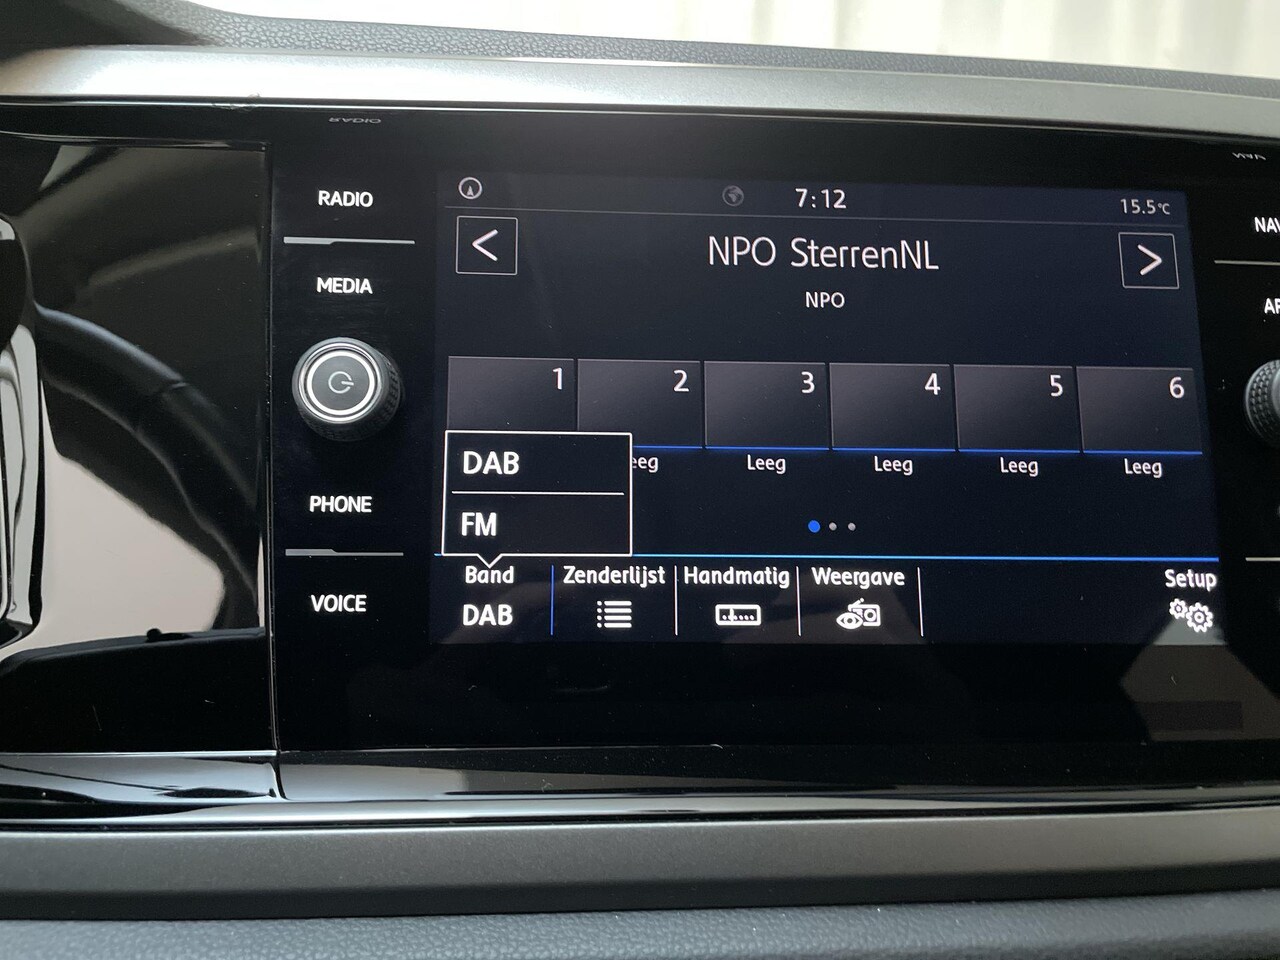 RADIO
RADIO
MEDIA
PHONE
VOICE
7:12
15.5°C
NPO SterrenNL
NPO
1 2 3 4 5 6
Leeg Leeg Leeg Leeg
DAB
FM
Band Zenderlijst Handmatig Weergave Setup
DAB
NAV